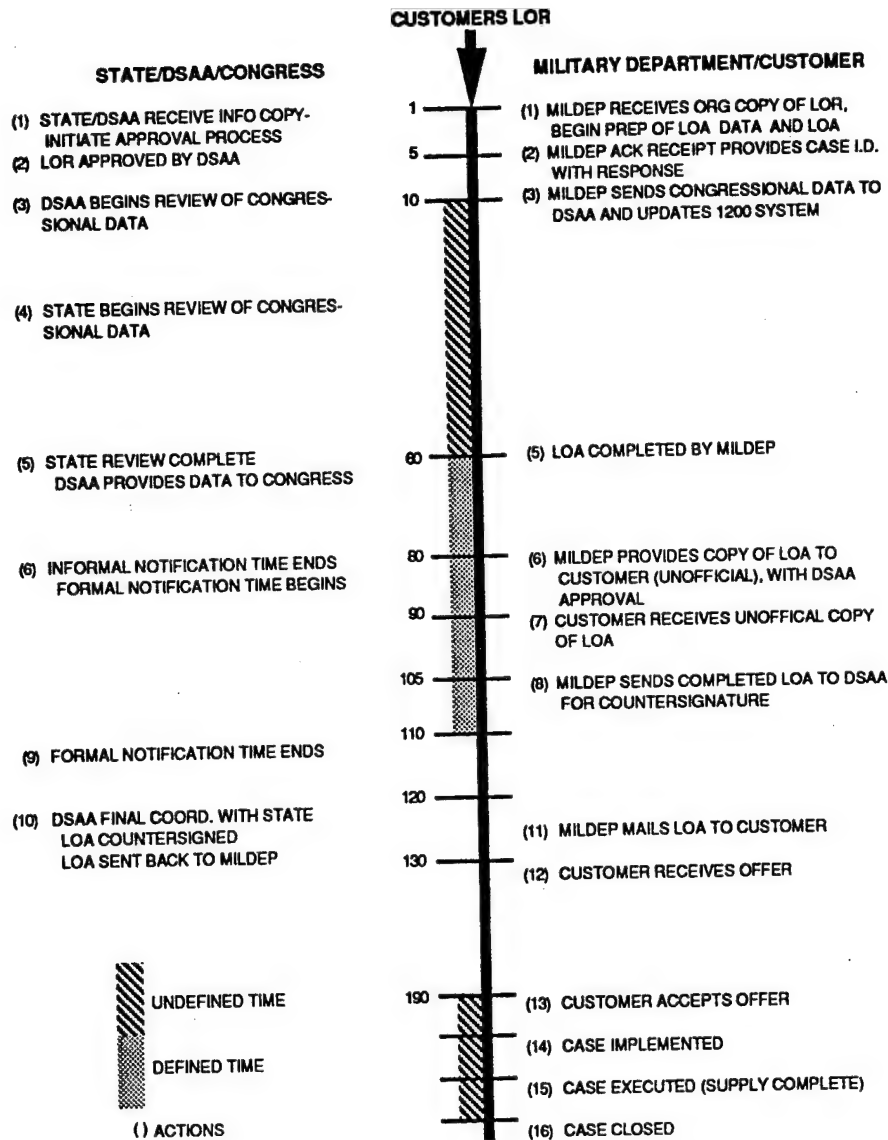 CUSTOMERS LOR
STATE/DSAA/CONGRESS
(1) STATE/DSAA RECEIVE INFO COPY-
INITIATE APPROVAL PROCESS
(2) LOR APPROVED BY DSAA
(3) DSAA BEGINS REVIEW OF CONGRES-
SIONAL DATA
(4) STATE BEGINS REVIEW OF CONGRES-
SIONAL DATA
(5) STATE REVIEW COMPLETE
DSAA PROVIDES DATA TO CONGRESS
(6) INFORMAL NOTIFICATION TIME ENDS
FORMAL NOTIFICATION TIME BEGINS
(9) FORMAL NOTIFICATION TIME ENDS
(10) DSAA FINAL COORD. WITH STATE
LOA COUNTERSIGNED
LOA SENT BACK TO MILDEP
UNDEFINED TIME
DEFINED TIME
( ) ACTIONS
1
5
10
60
80
90
105
110
120
130
190
MILITARY DEPARTMENT/CUSTOMER
(1) MILDEP RECEIVES ORG COPY OF LOR,
BEGIN PREP OF LOA DATA AND LOA
(2) MILDEP ACK RECEIPT PROVIDES CASE I.D.
WITH RESPONSE
(3) MILDEP SENDS CONGRESSIONAL DATA TO
DSAA AND UPDATES 1200 SYSTEM
(5) LOA COMPLETED BY MILDEP
(6) MILDEP PROVIDES COPY OF LOA TO
CUSTOMER (UNOFFICIAL), WITH DSAA
APPROVAL
(7) CUSTOMER RECEIVES UNOFFICAL COPY
OF LOA
(8) MILDEP SENDS COMPLETED LOA TO DSAA
FOR COUNTERSIGNATURE
(11) MILDEP MAILS LOA TO CUSTOMER
(12) CUSTOMER RECEIVES OFFER
(13) CUSTOMER ACCEPTS OFFER
(14) CASE IMPLEMENTED
(15) CASE EXECUTED (SUPPLY COMPLETE)
(16) CASE CLOSED